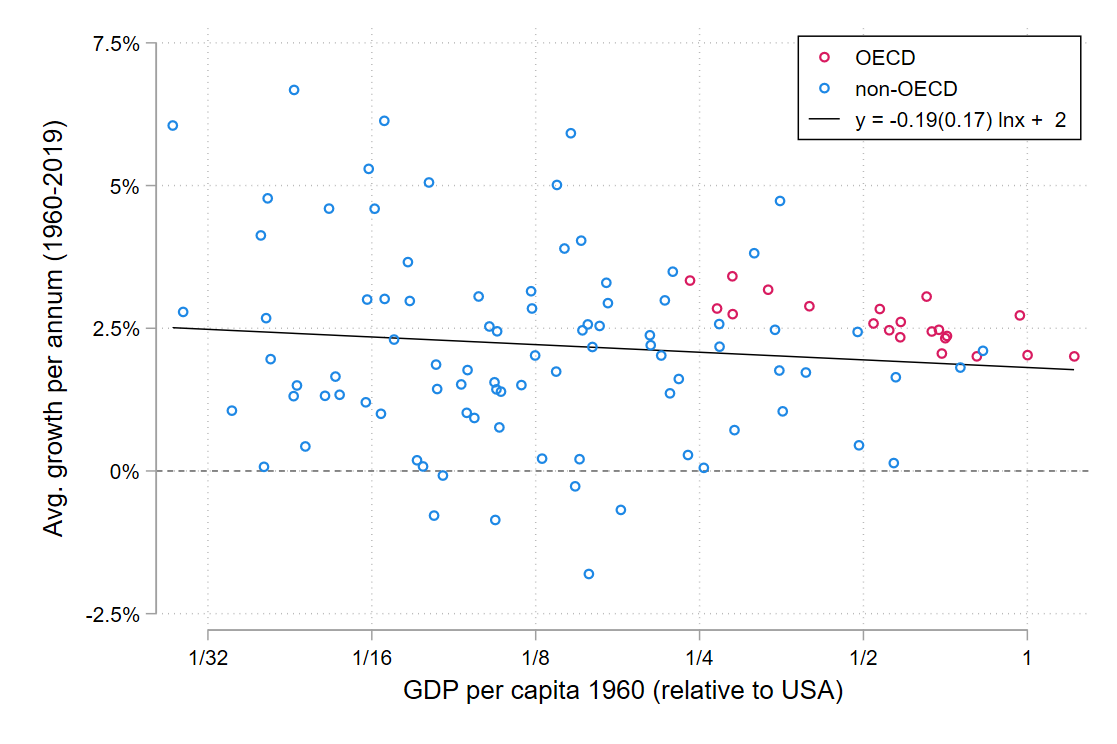 7.5%
5%
2.5%
0%
-2.5%
Avg. growth per annum (1960-2019)
OECD
non-OECD
y = -0.19(0.17) lnx +  2
1/32 1/16 1/8 1/4 1/2 1
GDP per capita 1960 (relative to USA)